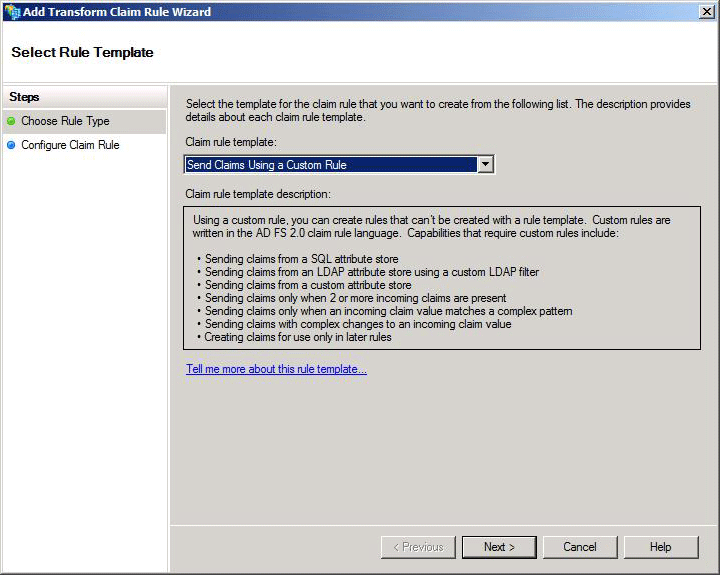 Add Transform Claim Rule Wizard
Select Rule Template
Steps
Choose Rule Type
Configure Claim Rule
Select the template for the claim rule that you want to create from the following list. The description provides
details about each claim rule template.
Claim rule template:
Send Claims Using a Custom Rule
Claim rule template description:
Using a custom rule, you can create rules that can't be created with a rule template. Custom rules are
written in the AD FS 2.0 claim rule language. Capabilities that require custom rules include:
• Sending claims from a SQL attribute store
• Sending claims from an LDAP attribute store using a custom LDAP filter
• Sending claims from a custom attribute store
• Sending claims only when 2 or more incoming claims are present
• Sending claims only when an incoming claim value matches a complex pattern
• Sending claims with complex changes to an incoming claim value
• Creating claims for use only in later rules
Tell me more about this rule template...
< Previous
Next >
Cancel
Help